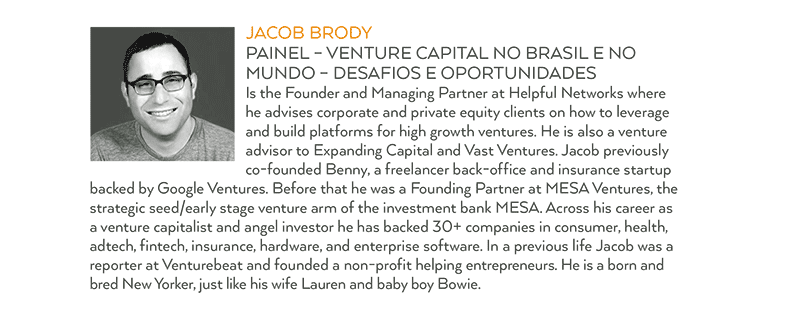 JACOB BRODY
PAINEL – VENTURE CAPITAL NO BRASIL E NO
MUNDO – DESAFIOS E OPORTUNIDADES
Is the Founder and Managing Partner at Helpful Networks where
he advises corporate and private equity clients on how to leverage
and build platforms for high growth ventures. He is also a venture
advisor to Expanding Capital and Vast Ventures. Jacob previously
co-founded Benny, a freelancer back-office and insurance startup
backed by Google Ventures. Before that he was a Founding Partner at MESA Ventures, the
strategic seed/early stage venture arm of the investment bank MESA. Across his career as
a venture capitalist and angel investor he has backed 30+ companies in consumer, health,
adtech, fintech, insurance, hardware, and enterprise software. In a previous life Jacob was a
reporter at Venturebeat and founded a non-profit helping entrepreneurs. He is a born and
bred New Yorker, just like his wife Lauren and baby boy Bowie.